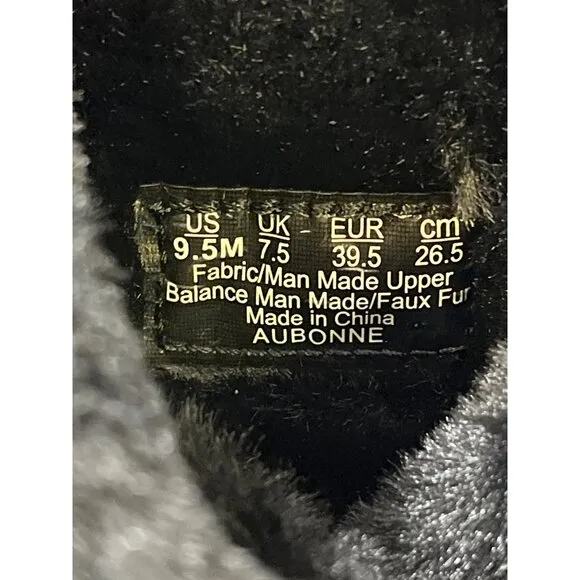 US UK EUR cm
9.5M 7.5 39.5 26.5
Fabric/Man Made Upper
Balance Man Made/Faux Fur
Made in China
AUBONNE